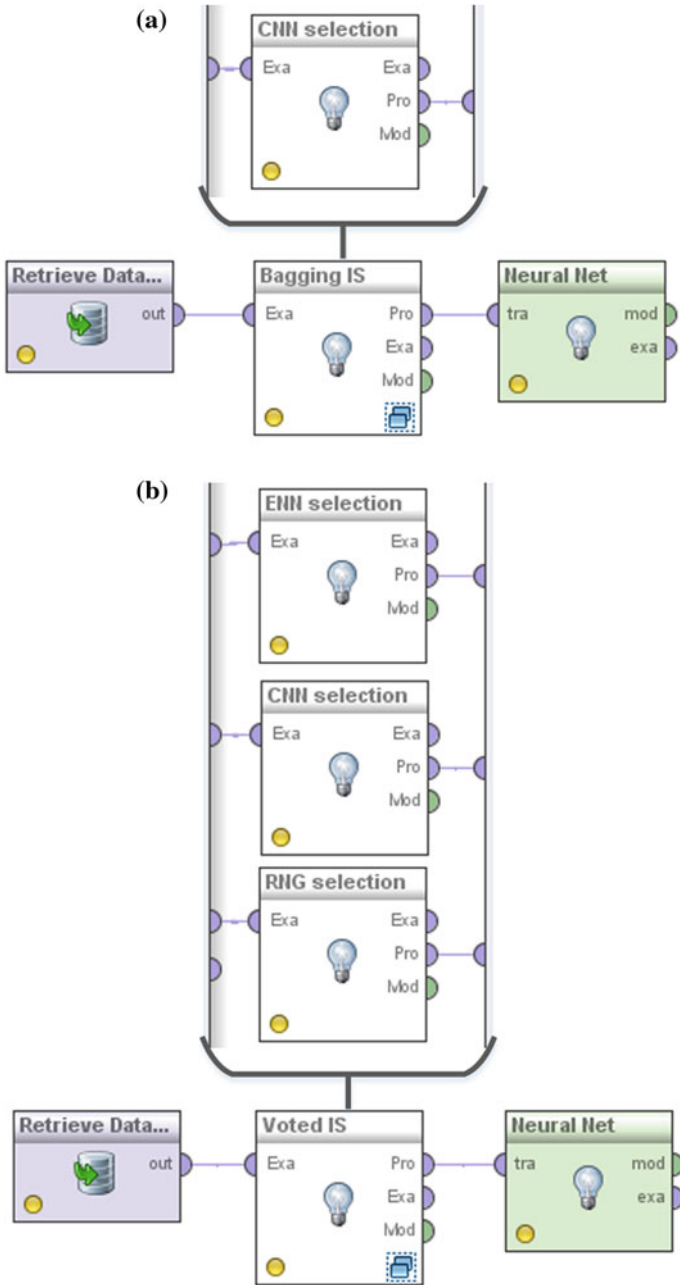 (a)
CNN selection
Exa Exa
Pro
Mod
Retrieve Data...
out
Bagging IS
Exa Pro
Exa
Mod
Neural Net
tra mod
exa
(b)
ENN selection
Exa Exa
Pro
Mod
CNN selection
Exa Exa
Pro
Mod
RNG selection
Exa Exa
Pro
Mod
Retrieve Data...
out
Voted IS
Exa Pro
Exa
Mod
Neural Net
tra mod
exa